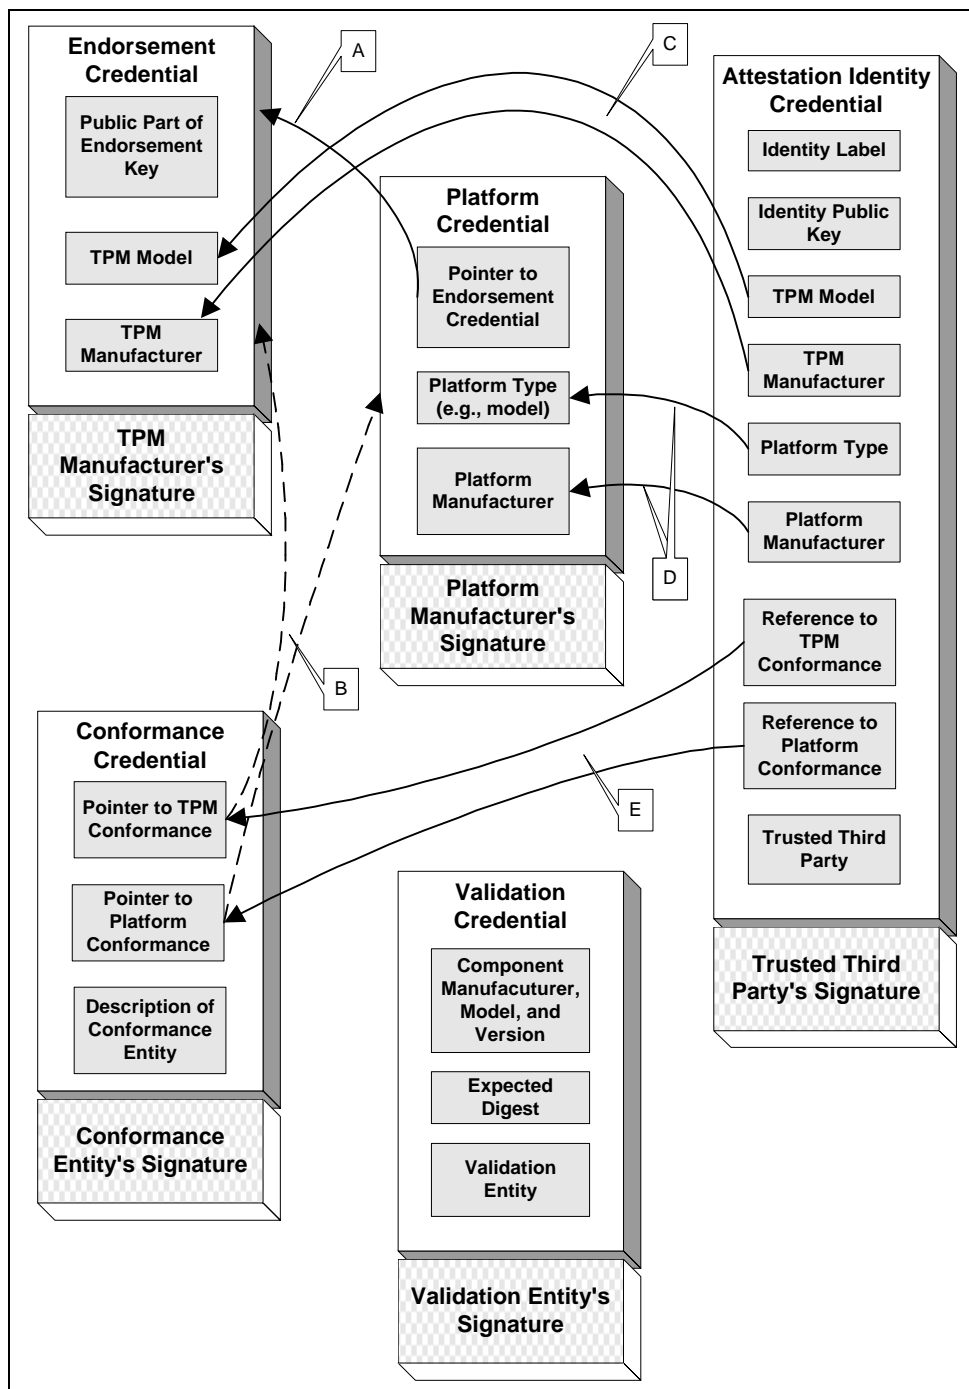 Endorsement
Credential
Public Part of
Endorsement
Key
TPM Model
TPM
Manufacturer
TPM
Manufacturer's
Signature
A
C
Platform
Credential
Pointer to
Endorsement
Credential
Platform Type
(e.g., model)
Platform
Manufacturer
Platform
Manufacturer's
Signature
D
B
E
Attestation Identity
Credential
Identity Label
Identity Public
Key
TPM Model
TPM
Manufacturer
Platform Type
Platform
Manufacturer
Reference to
TPM
Conformance
Reference to
Platform
Conformance
Trusted Third
Party
Trusted Third
Party's Signature
Conformance
Credential
Pointer to TPM
Conformance
Pointer to
Platform
Conformance
Description of
Conformance
Entity
Conformance
Entity's Signature
Validation
Credential
Component
Manufacuturer,
Model, and
Version
Expected
Digest
Validation
Entity
Validation Entity's
Signature